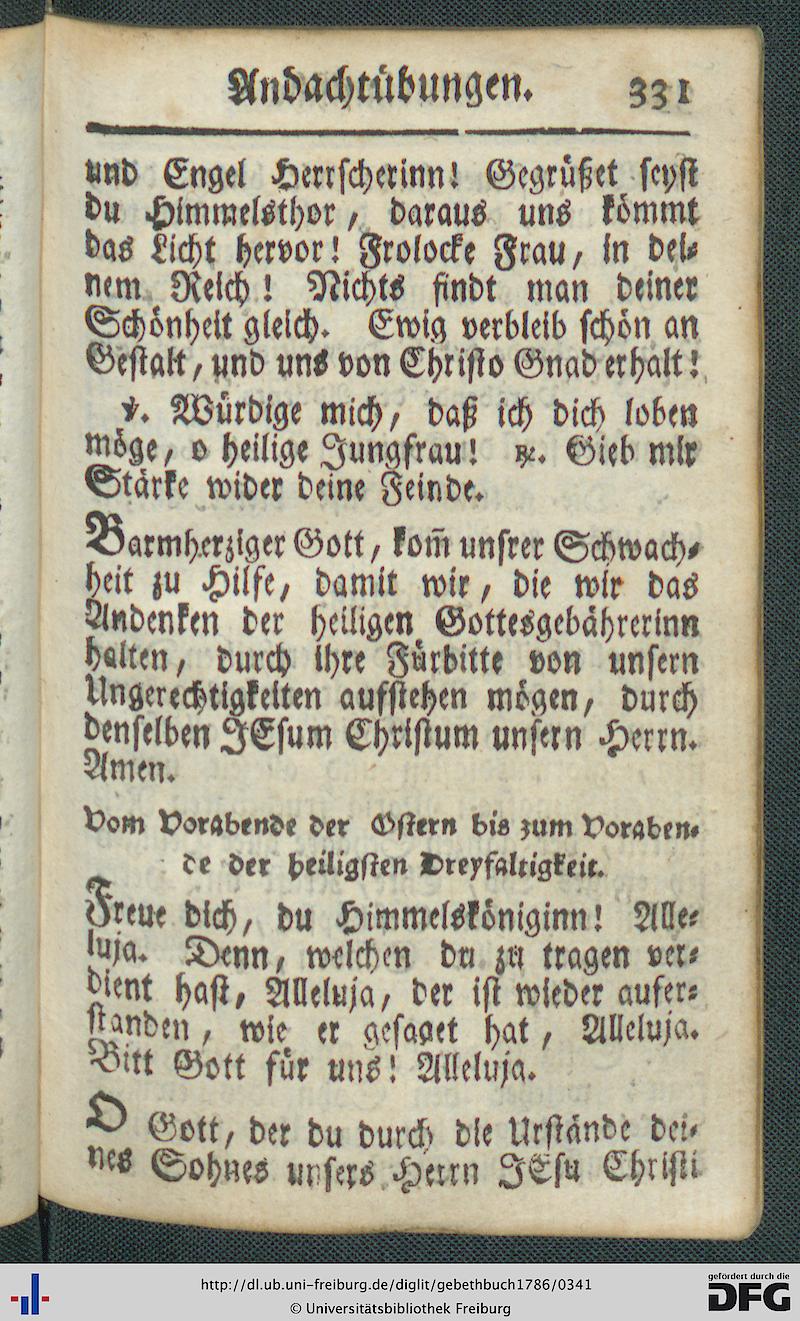 Andachtübungen. 331
und Engel Herrscherinn! Gegrüßet seyst
du Himmelsthor, daraus uns kömmt
das Licht hervor! Frolocke Frau, in dei⸗
nem Reich! Nichts findt man deiner
Schönheit gleich. Ewig verbleib schön an
Gestalt, und uns von Christo Gnad erhalt!
℣. Würdige mich, daß ich dich loben
möge, o heilige Jungfrau! ℟. Gieb mir
Stärke wider deine Feinde.
Barmherziger Gott, kom̅ unsrer Schwach⸗
heit zu Hilfe, damit wir, die wir das
Andenken der heiligen Gottesgebährerinn
halten, durch ihre Fürbitte von unsern
Ungerechtigkeiten aufstehen mögen, durch
denselben JEsum Christum unsern Herrn.
Amen.
Vom Vorabende der Ostern bis zum Voraben⸗
de der heiligsten Dreyfaltigkeit.
Freue dich, du Himmelsköniginn! Alle⸗
luja. Denn, welchen du zu tragen ver⸗
dient hast, Alleluja, der ist wieder aufer⸗
standen, wie er gesaget hat, Alleluja.
Bitt Gott für uns! Alleluja.
O Gott, der du durch die Urstände dei⸗
nes Sohnes unsers Herrn JEsu Christi
http://dl.ub.uni-freiburg.de/diglit/gebethbuch1786/0341
© Universitätsbibliothek Freiburg
gefördert durch die
DFG